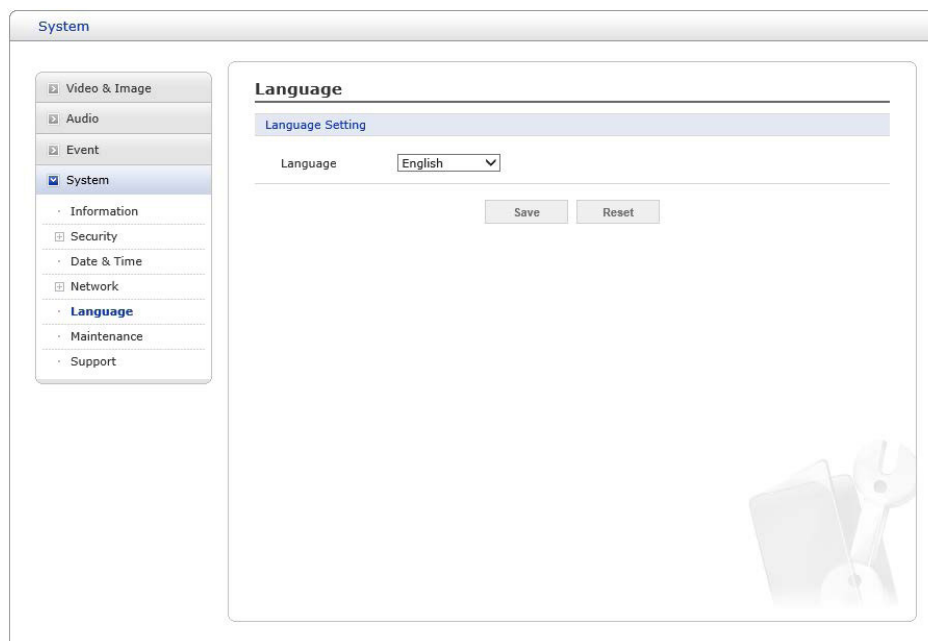 System
Video & Image
Audio
Event
System
Information
Security
Date & Time
Network
Language
Maintenance
Support
Language
Language Setting
Language English
Save Reset